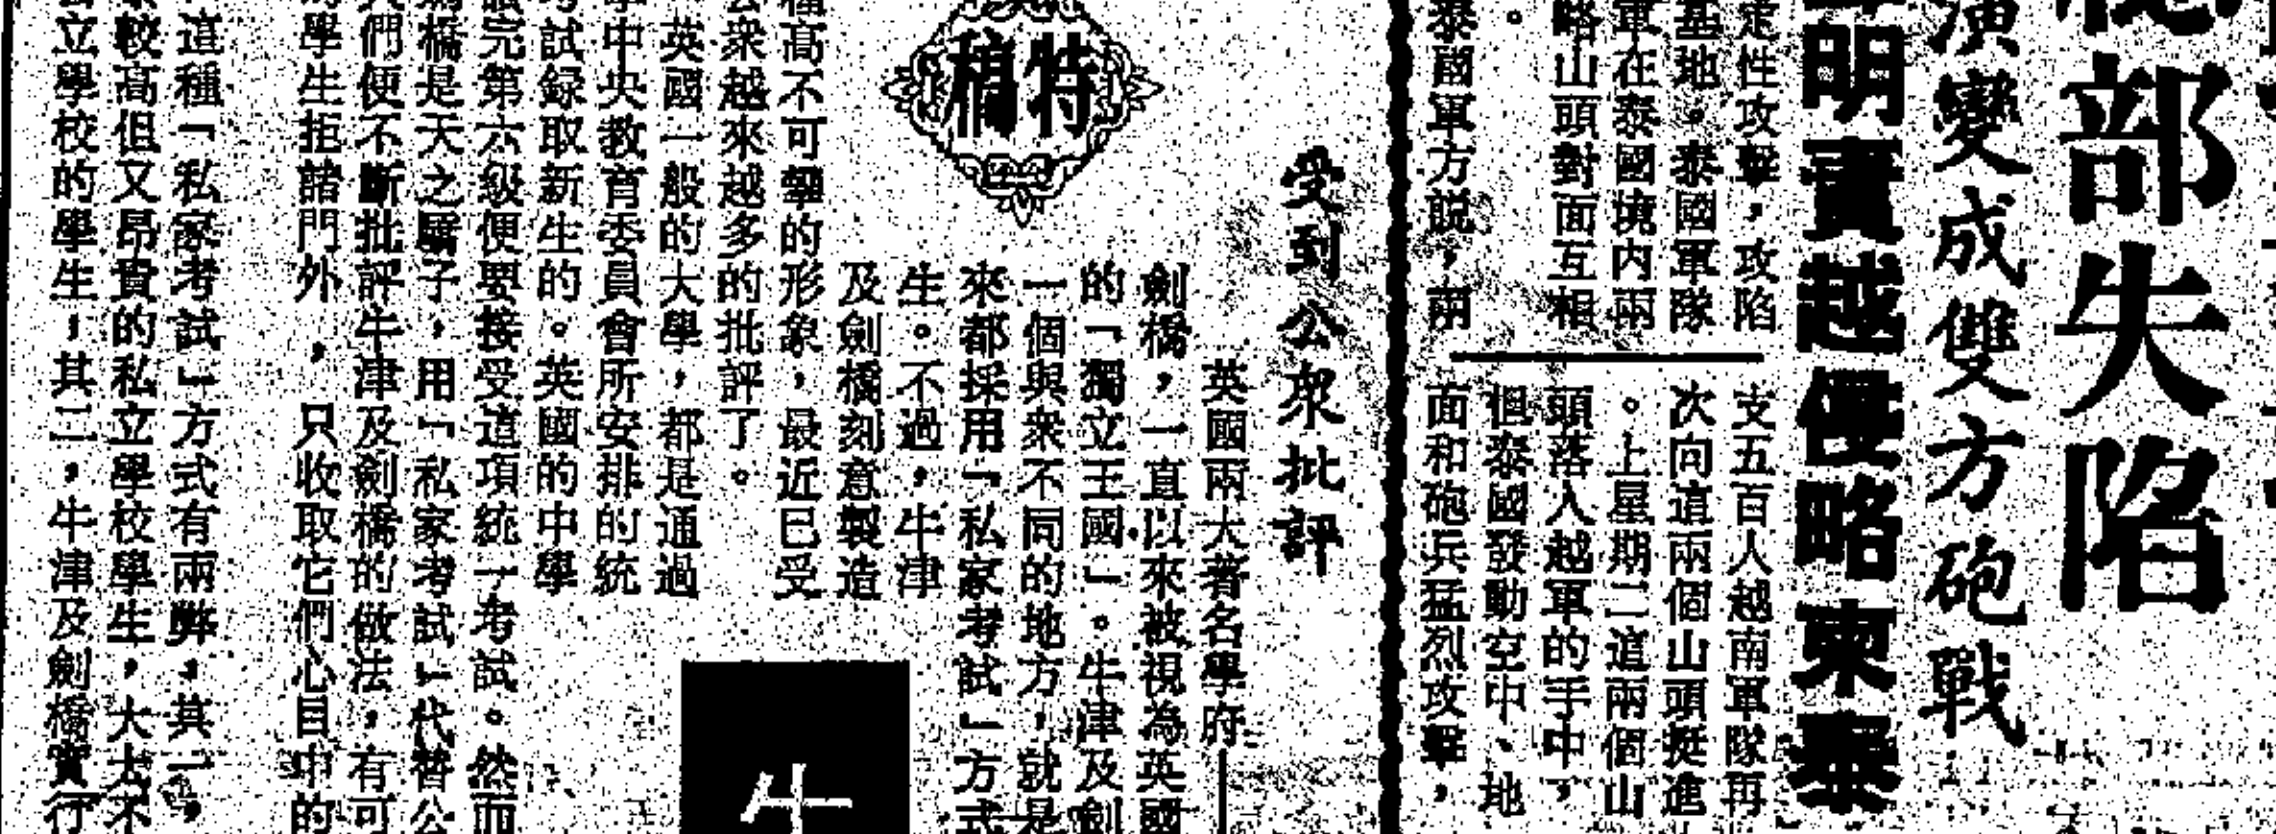 部失陷
演變成雙方砲戰
明責越侵略柬泰
走性攻擊，攻陷
基地。泰國軍隊
軍在泰國境內兩
略山頭對面互相
。
泰國軍方説，兩
支五百人越南軍隊再
次向這兩個山頭挺進
。上星期二這兩個山
頭落入越軍的手中，
但泰國發動空中、地
面和砲兵猛烈攻擊，
受到公眾批評
特稿
英國兩大著名學府
劍橋，一直以來被視為英國
的「獨立王國」。牛津及劍
一個與衆不同的地方，就是
來都採用「私家考試」方式
生。不過，牛津
及劍橋刻意製造
種高不可攀的形象，最近已受
公衆越來越多的批評了。
英國一般的大學，都是通過
中央教育委員會所安排的統
考試録取新生的。英國的中學
完第六級便要接受這項統一考試。然而
橋是天之驕子，用「私家考試」代替公
們便不斷批評牛津及劍橋的做法，有可
學生拒諸門外，只收取它們心目中的
這種「私家考試」方式有兩弊，其一，
較高但又昂貴的私立學校學生，大大不
立學校的學生，其二，牛津及劍橋實行
牛